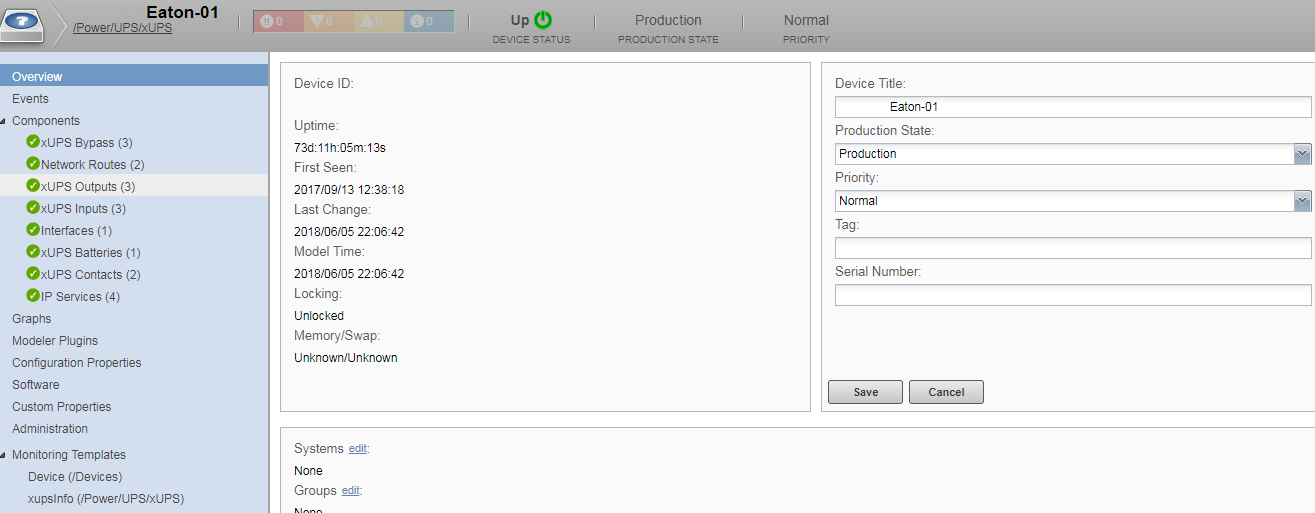 Eaton-01
/Power/UPS/xUPS
0 0 0 0
Up
DEVICE STATUS
Production
PRODUCTION STATE
Normal
PRIORITY
Overview
Events
Components
xUPS Bypass (3)
Network Routes (2)
xUPS Outputs (3)
xUPS Inputs (3)
Interfaces (1)
xUPS Batteries (1)
xUPS Contacts (2)
IP Services (4)
Graphs
Modeler Plugins
Configuration Properties
Software
Custom Properties
Administration
Monitoring Templates
Device (/Devices)
xupsInfo (/Power/UPS/xUPS)
Device ID:
Uptime:
73d:11h:05m:13s
First Seen:
2017/09/13 12:38:18
Last Change:
2018/06/05 22:06:42
Model Time:
2018/06/05 22:06:42
Locking:
Unlocked
Memory/Swap:
Unknown/Unknown
Device Title:
Eaton-01
Production State:
Production
Priority:
Normal
Tag:
Serial Number:
Save Cancel
Systems edit:
None
Groups edit:
None